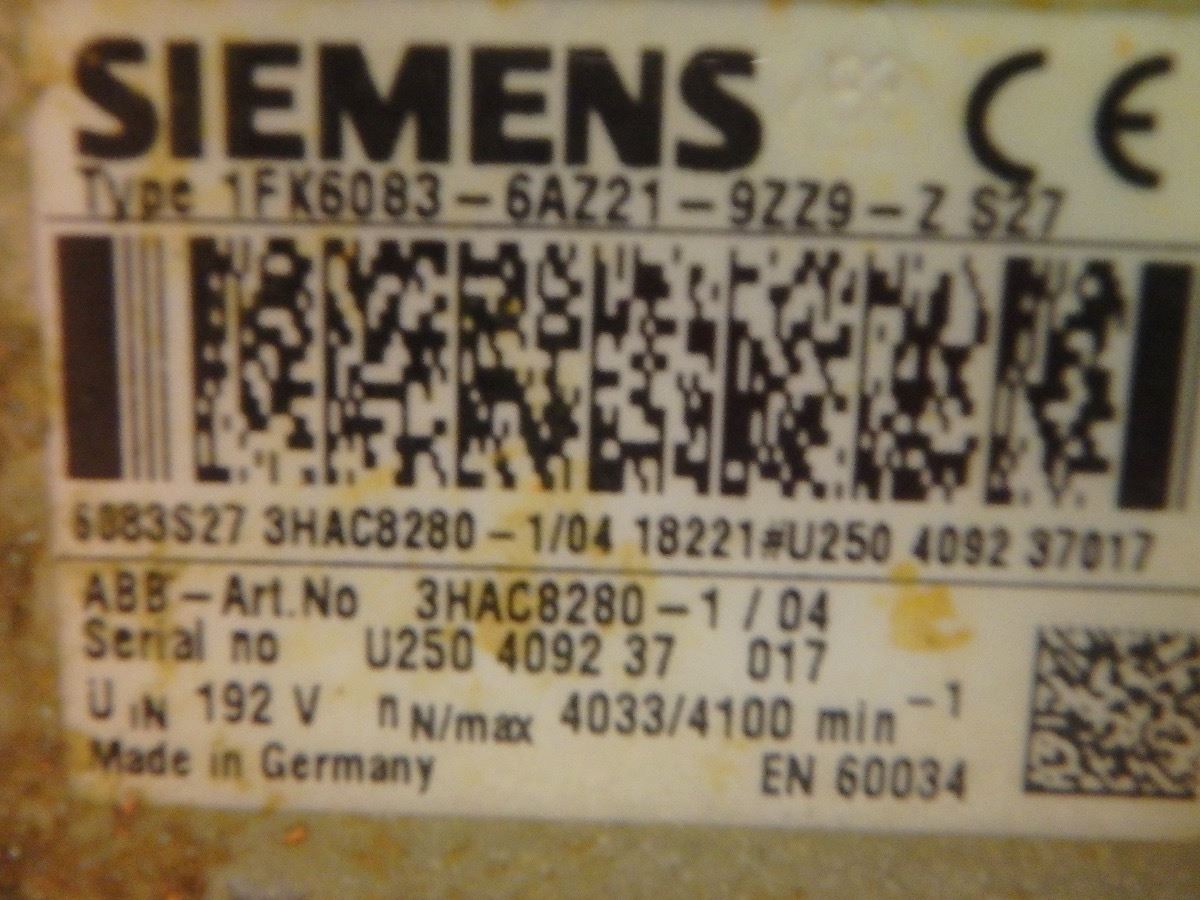 SIEMENS CE
Type 1FK6083-6AZ21-9ZZ9-Z S27
6083S27 3HAC8280-1/04 18221#U250 4092 37017
ABB-Art.No 3HAC8280-1 / 04
Serial no U250 4092 37 017
U IN 192 V n N/max 4033/4100 min -1
Made in Germany EN 60034